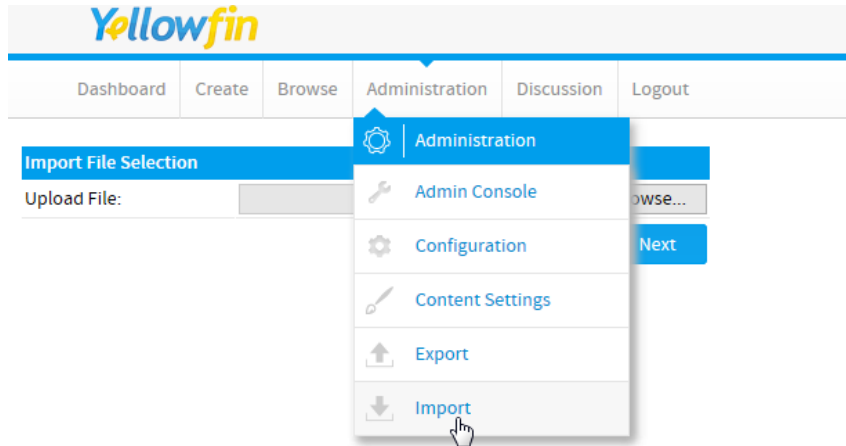 Yellowfin
Dashboard Create Browse Administration Discussion Logout
Administration
Import File Selection
Admin Console
Upload File: owse...
Configuration
Next
Content Settings
Export
Import